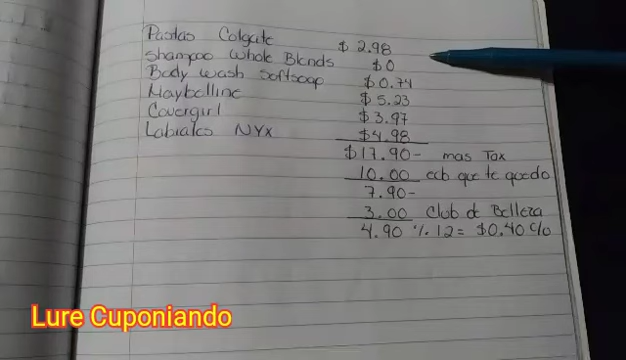 Pastas Colgate $2.98
Shampoo Whole Blends $0
Body wash softsoap $0.74
Maybelline $5.23
Covergirl $3.97
Labiales NYX $4.98
$17.90- mas Tax
10.00 ecb que te quedo
7.90-
3.00 Club de Belleza
4.90 %. 12= $0.40 c/o
Lure Cuponiando